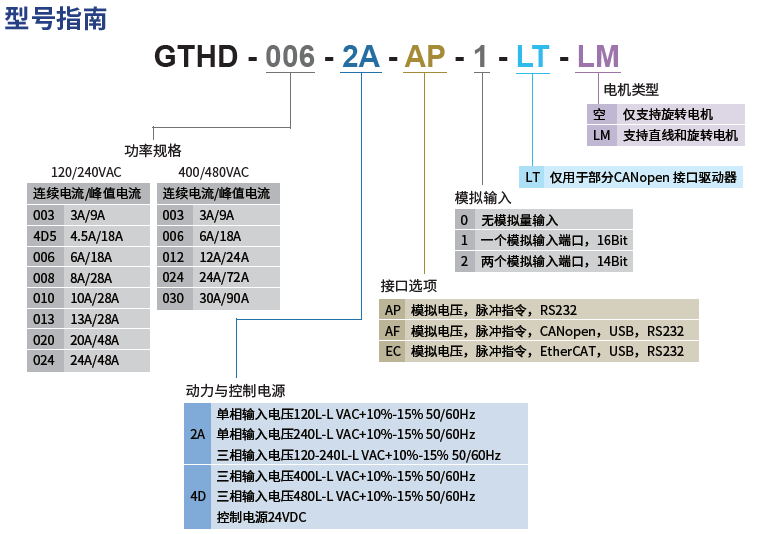 型号指南
GTHD - 006 - 2A - AP - 1 - LT - LM
电机类型
空 仅支持旋转电机
LM 支持直线和旋转电机
功率规格
120/240VAC
连续电流/峰值电流
003 3A/9A
4D5 4.5A/18A
006 6A/18A
008 8A/28A
010 10A/28A
013 13A/28A
020 20A/48A
024 24A/48A
400/480VAC
连续电流/峰值电流
003 3A/9A
006 6A/18A
012 12A/24A
024 24A/72A
030 30A/90A
LT 仅用于部分CANopen 接口驱动器
模拟输入
0 无模拟量输入
1 一个模拟输入端口，16Bit
2 两个模拟输入端口，14Bit
接口选项
AP 模拟电压，脉冲指令，RS232
AF 模拟电压，脉冲指令，CANopen，USB，RS232
EC 模拟电压，脉冲指令，EtherCAT，USB，RS232
动力与控制电源
2A
单相输入电压120L-L VAC+10%-15% 50/60Hz
单相输入电压240L-L VAC+10%-15% 50/60Hz
三相输入电压120-240L-L VAC+10%-15% 50/60Hz
4D
三相输入电压400L-L VAC+10%-15% 50/60Hz
三相输入电压480L-L VAC+10%-15% 50/60Hz
控制电源24VDC